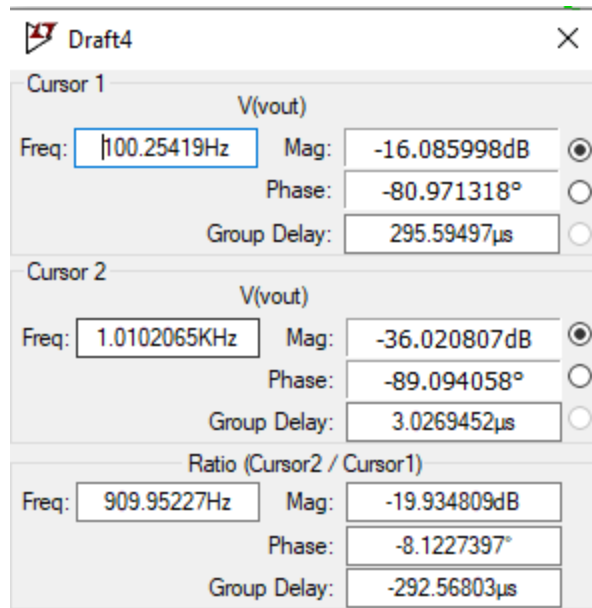 Draft4
Cursor 1
V(vout)
Freq: 100.25419Hz Mag: -16.085998dB
Phase: -80.971318°
Group Delay: 295.59497µs
Cursor 2
V(vout)
Freq: 1.0102065KHz Mag: -36.020807dB
Phase: -89.094058°
Group Delay: 3.0269452µs
Ratio (Cursor2 / Cursor1)
Freq: 909.95227Hz Mag: -19.934809dB
Phase: -8.1227397°
Group Delay: -292.56803µs